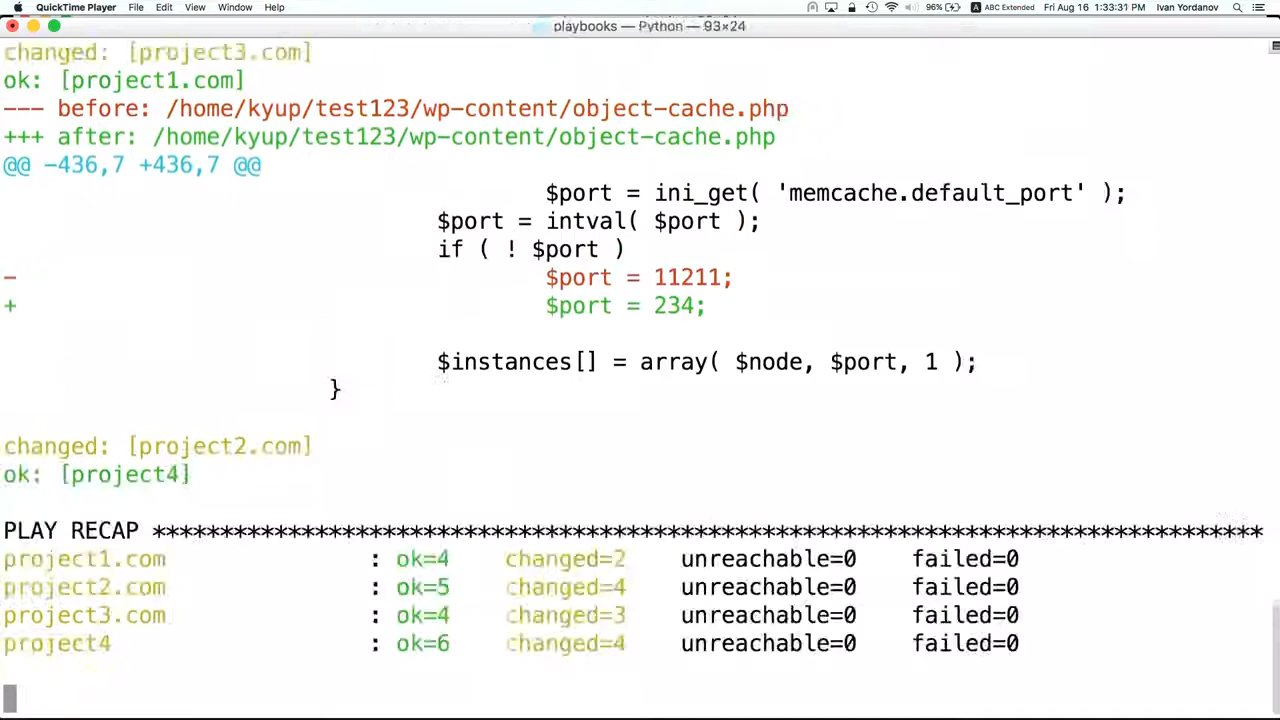 QuickTime Player File Edit View Window Help 96% ABC Extended Fri Aug 16 1:33:31 PM Ivan Yordanov
playbooks — Python — 93×24
changed: [project3.com]
ok: [project1.com]
--- before: /home/kyup/test123/wp-content/object-cache.php
+++ after: /home/kyup/test123/wp-content/object-cache.php
@@ -436,7 +436,7 @@
$port = ini_get( 'memcache.default_port' );
$port = intval( $port );
if ( ! $port )
- $port = 11211;
+ $port = 234;
$instances[] = array( $node, $port, 1 );
}
changed: [project2.com]
ok: [project4]
PLAY RECAP **********************************************************************************
project1.com : ok=4 changed=2 unreachable=0 failed=0
project2.com : ok=5 changed=4 unreachable=0 failed=0
project3.com : ok=4 changed=3 unreachable=0 failed=0
project4 : ok=6 changed=4 unreachable=0 failed=0